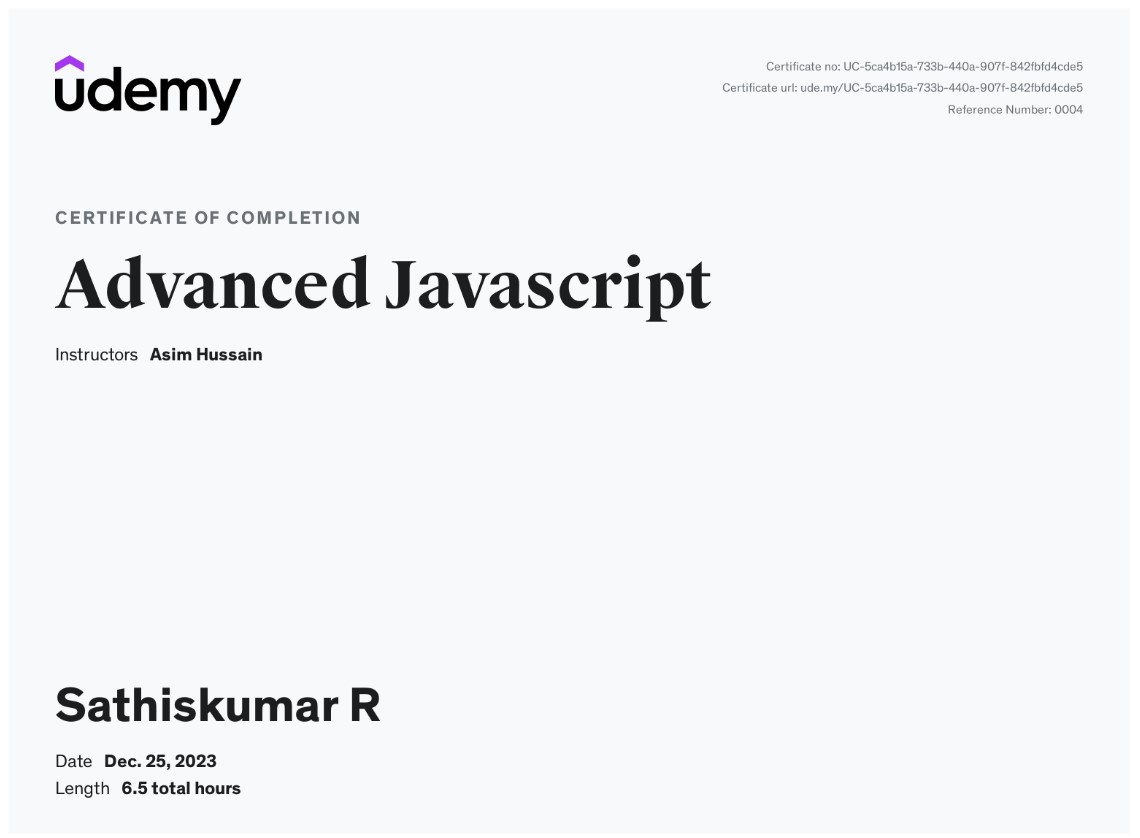 udemy
Certificate no: UC-5ca4b15a-733b-440a-907f-842fbfd4cde5
Certificate url: ude.my/UC-5ca4b15a-733b-440a-907f-842fbfd4cde5
Reference Number: 0004
CERTIFICATE OF COMPLETION
Advanced Javascript
Instructors Asim Hussain
Sathiskumar R
Date Dec. 25, 2023
Length 6.5 total hours